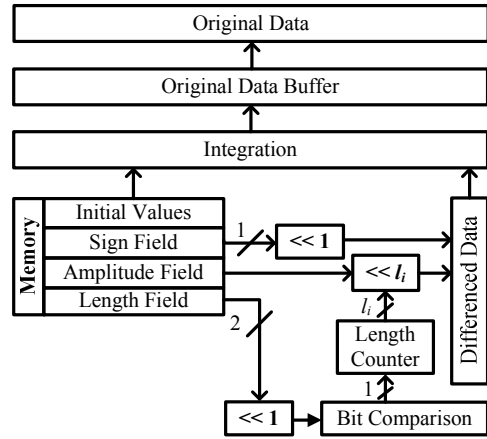 Original Data
Original Data Buffer
Integration
Memory
Initial Values
Sign Field
Amplitude Field
Length Field
1
<< 1
<< li
Differenced Data
2
li
Length
Counter
1
<< 1
Bit Comparison